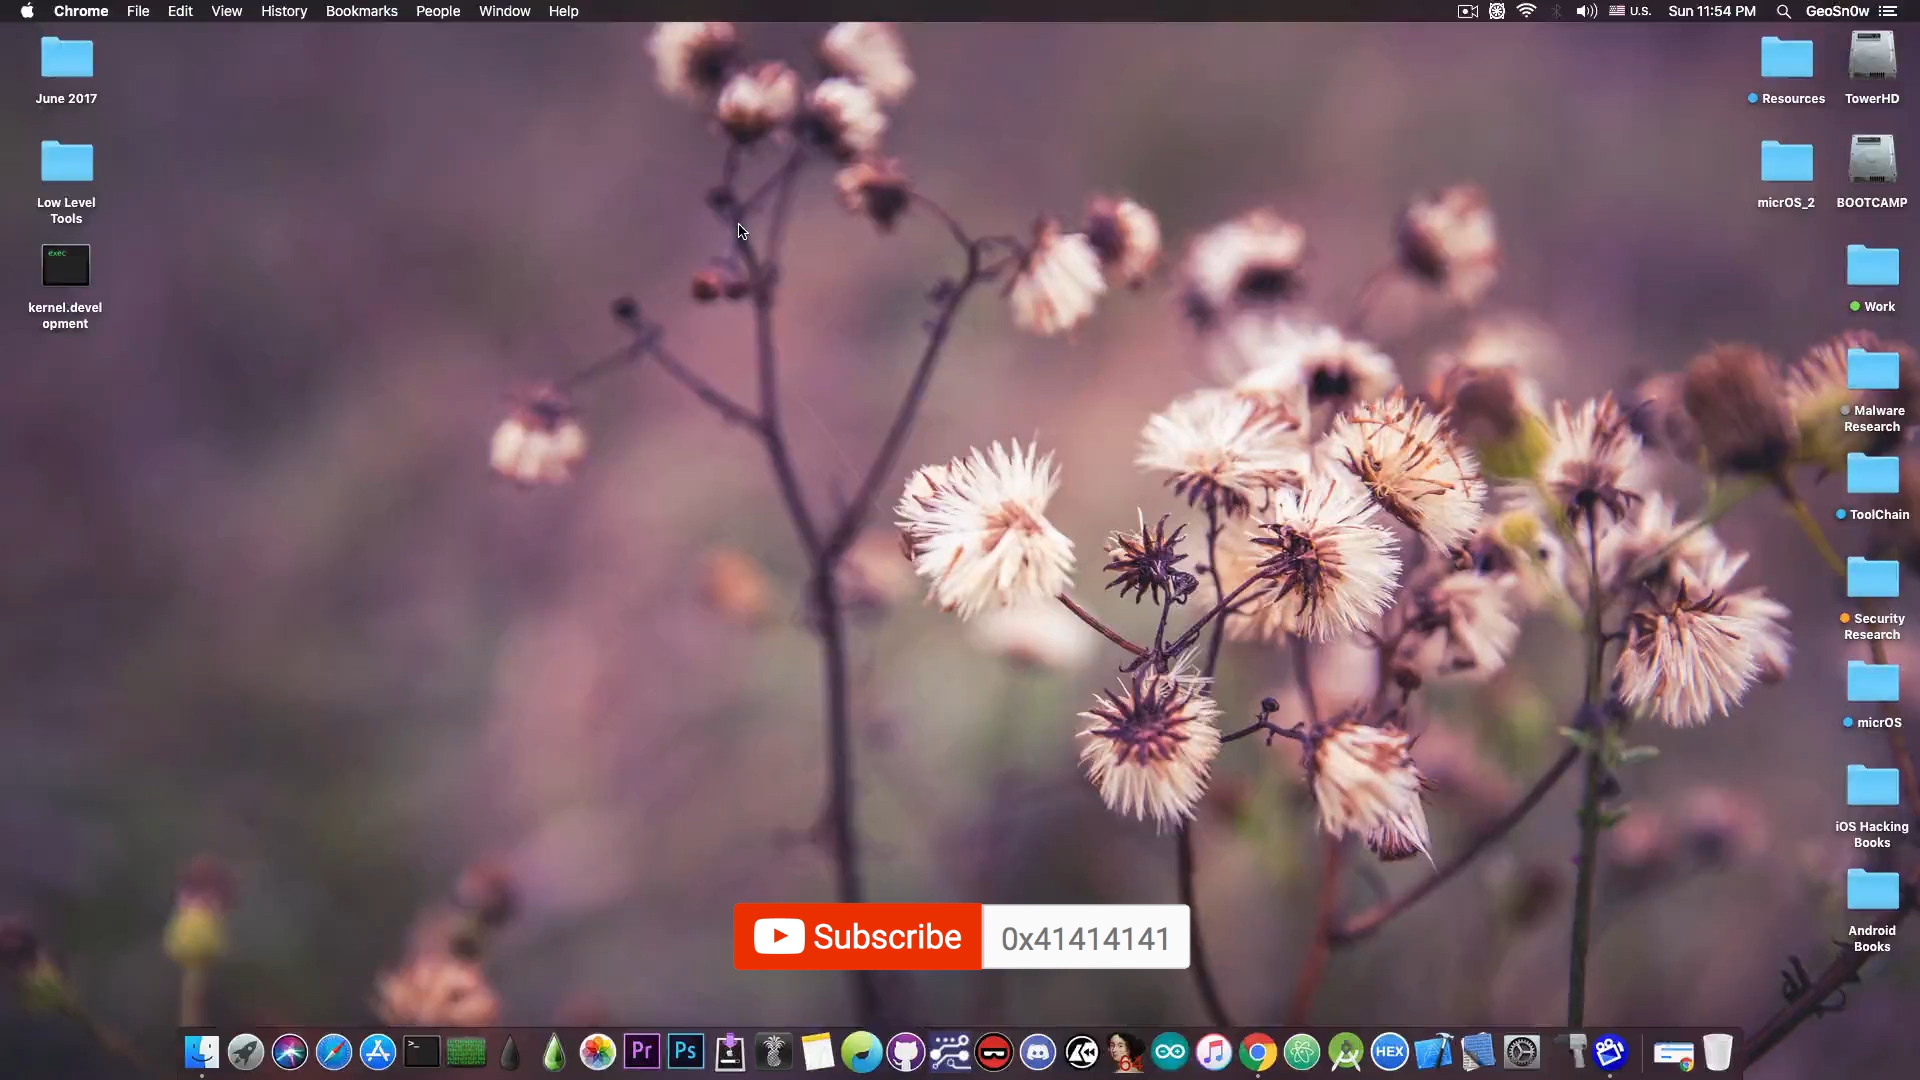 Chrome File Edit View History Bookmarks People Window Help
U.S. Sun 11:54 PM GeoSn0w
June 2017
Low Level
Tools
exec
kernel.devel
opment
Resources
TowerHD
micrOS_2
BOOTCAMP
Work
Malware
Research
ToolChain
Security
Research
micrOS
iOS Hacking
Books
Android
Books
Subscribe
0x41414141
Pr
Ps
64
HEX